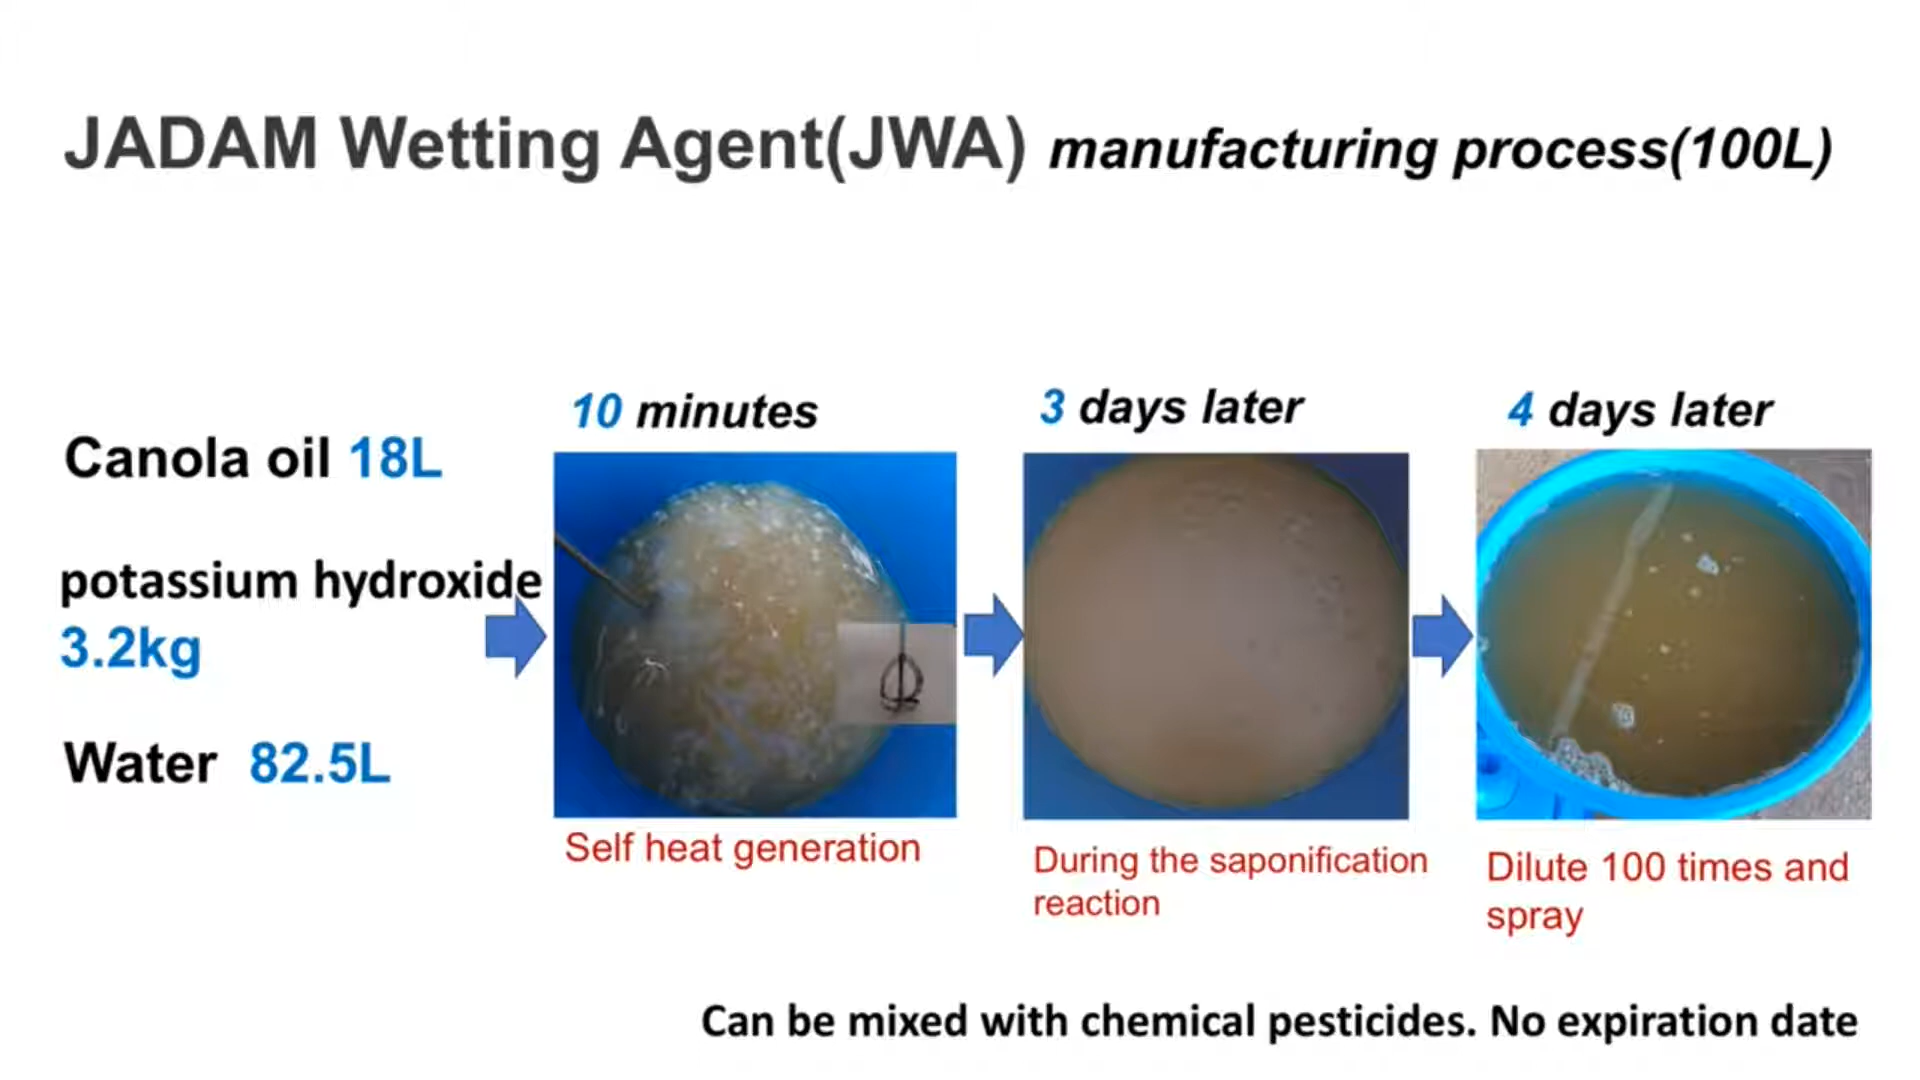 JADAM Wetting Agent(JWA) manufacturing process(100L)
Canola oil 18L
potassium hydroxide
3.2kg
Water 82.5L
10 minutes
Self heat generation
3 days later
During the saponification
reaction
4 days later
Dilute 100 times and
spray
Can be mixed with chemical pesticides. No expiration date